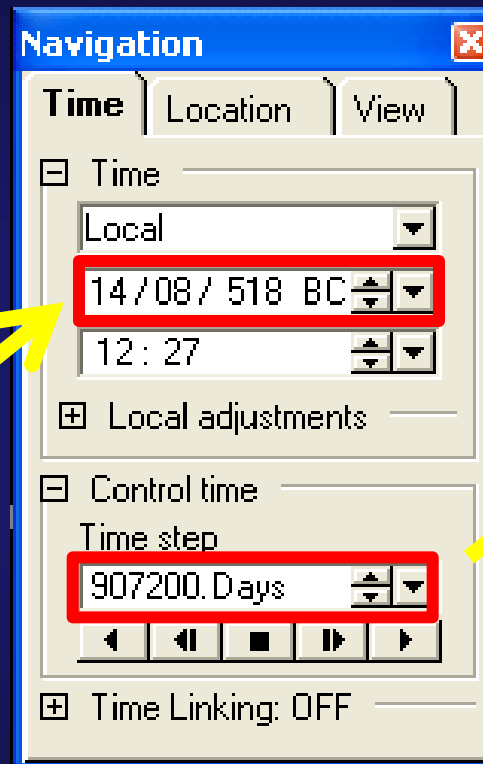 Navigation
Time Location View
Time
Local
14/08/ 518 BC
12: 27
Local adjustments
Control time
Time step
907200.Days
Time Linking: OFF